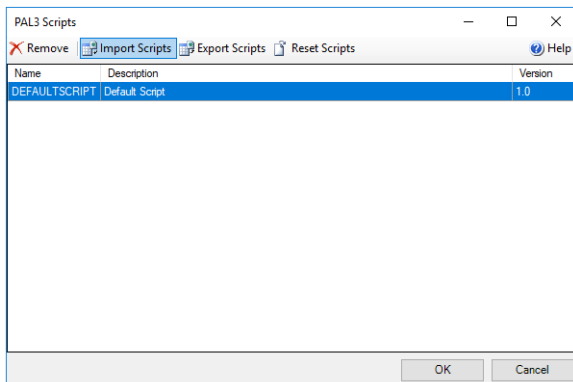 PAL3 Scripts
Remove Import Scripts Export Scripts Reset Scripts Help
Name Description Version
DEFAULTSCRIPT Default Script 1.0
OK Cancel